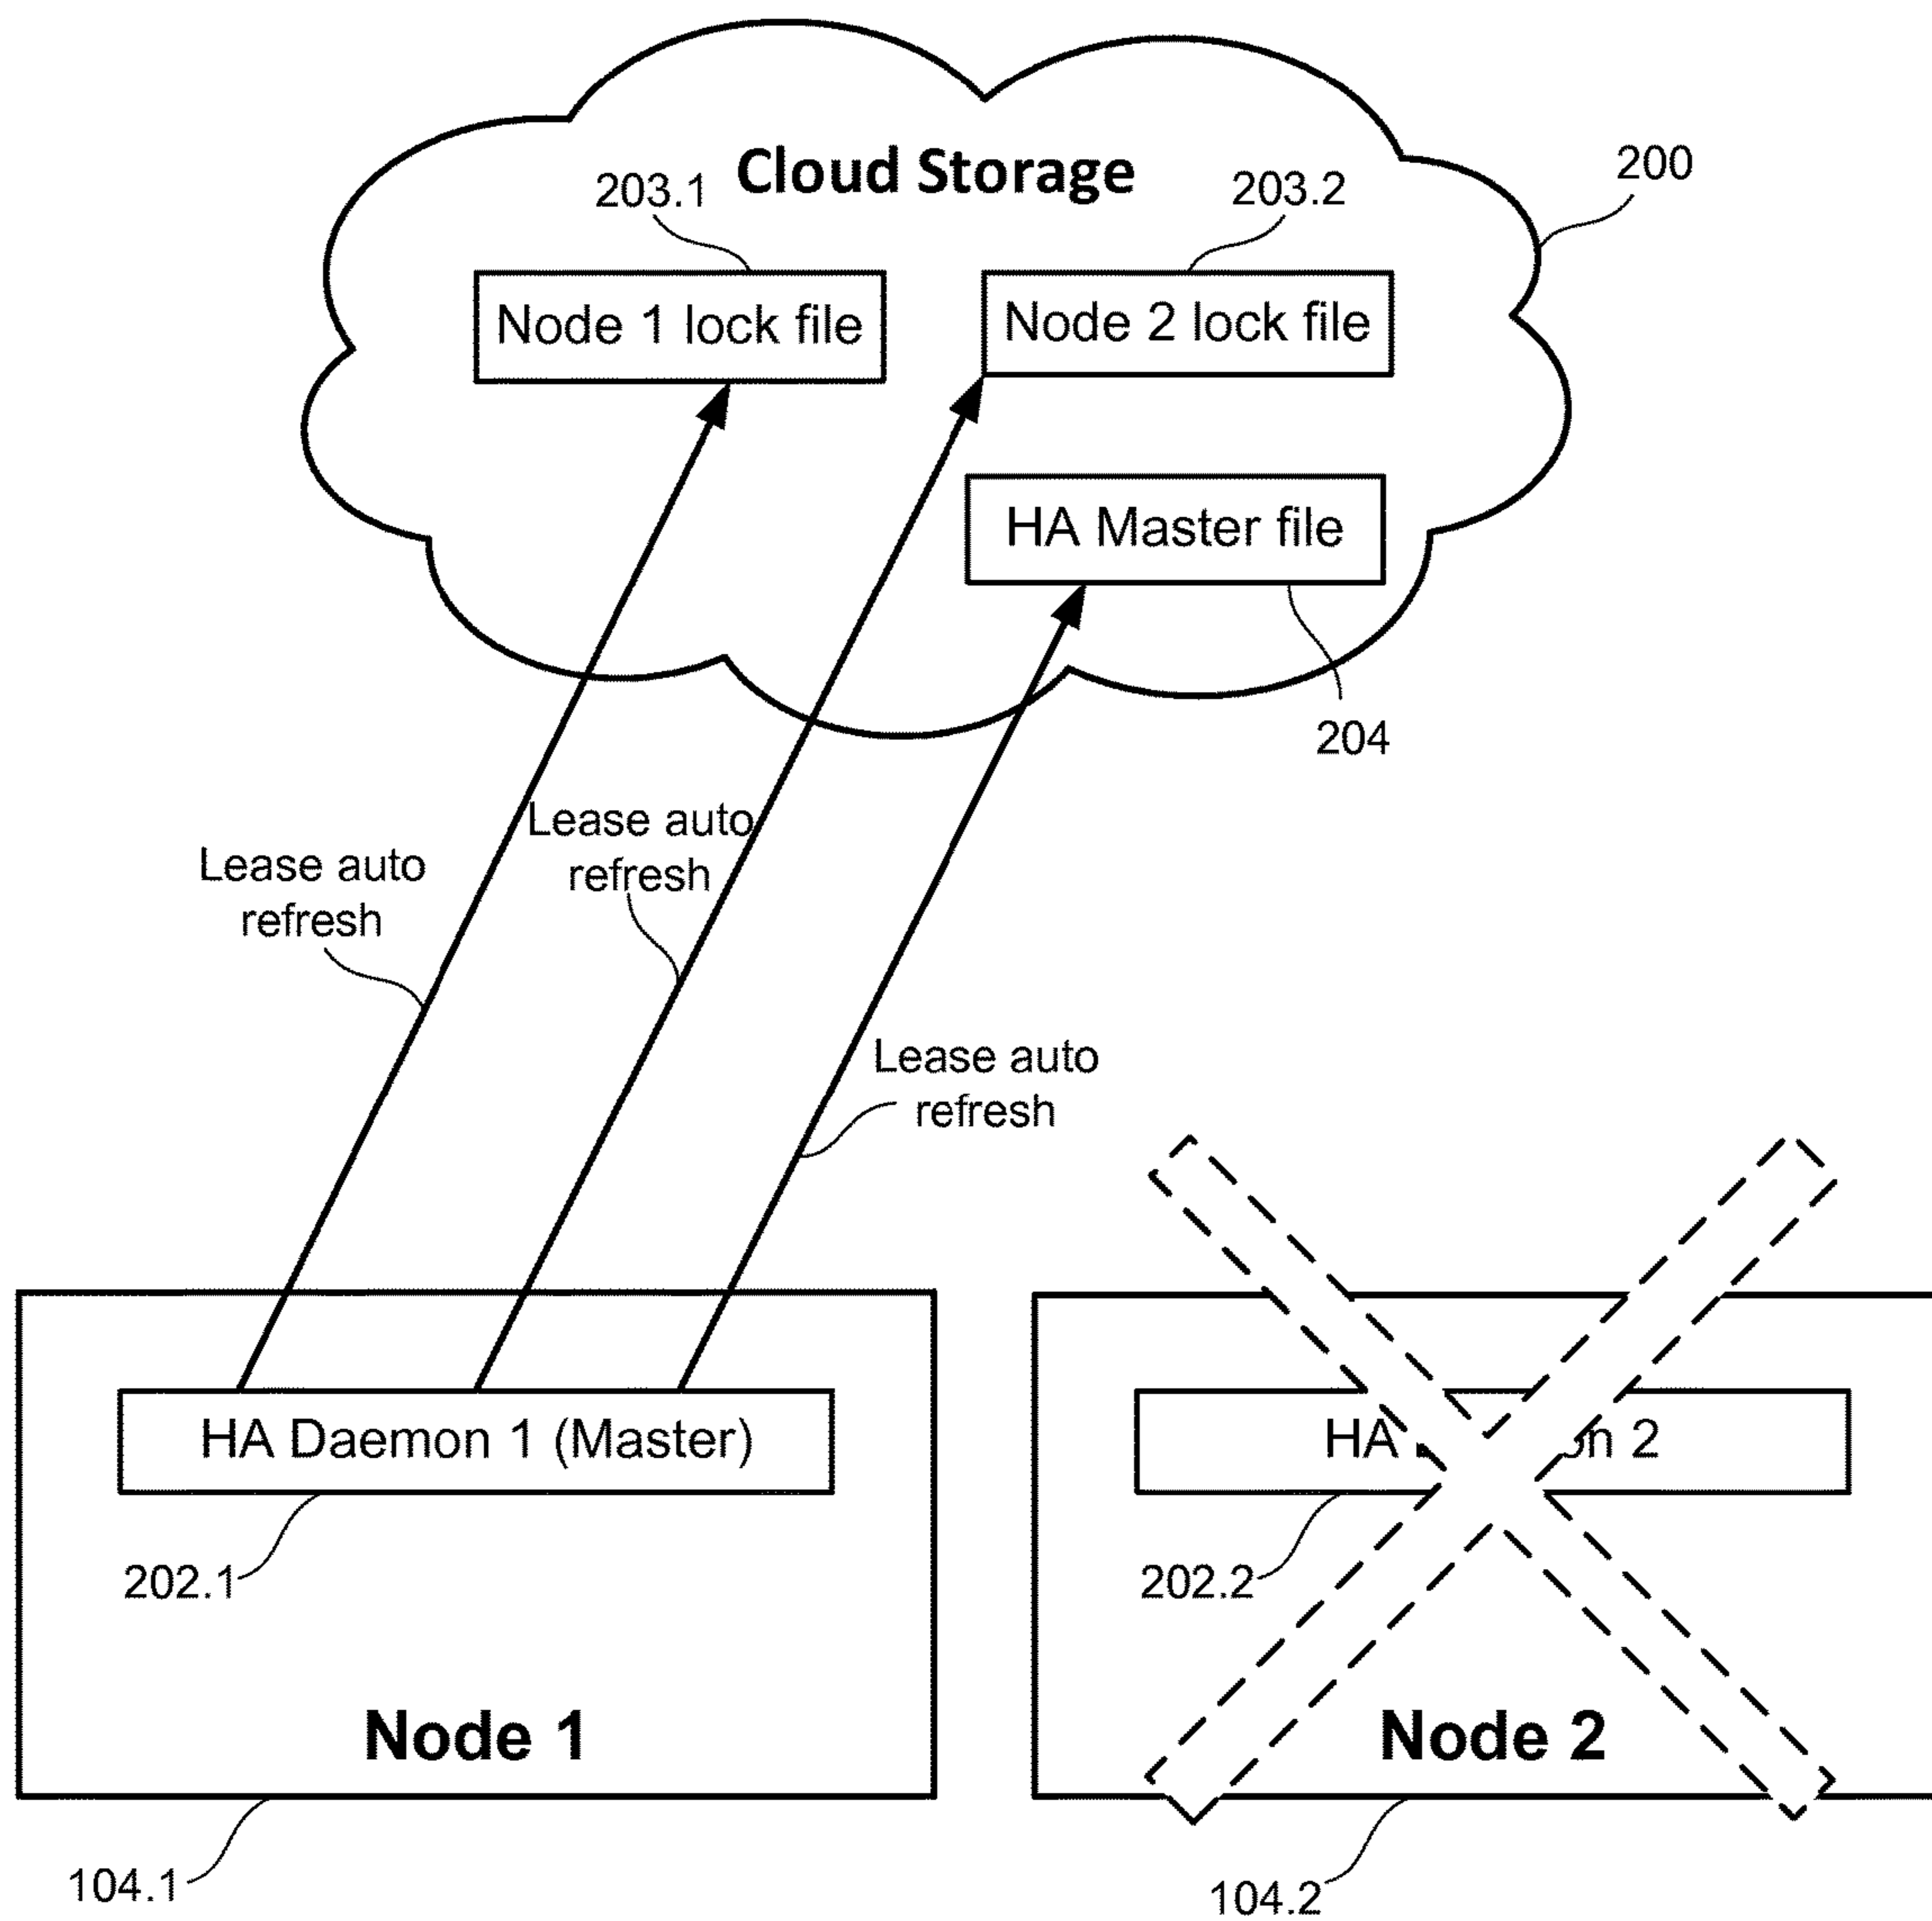 Cloud Storage
200
203.1
203.2
Node 1 lock file
Node 2 lock file
HA Master file
204
Lease auto
refresh
Lease auto
refresh
Lease auto
refresh
HA Daemon 1 (Master)
HA on 2
202.1
202.2
Node 1
Node 2
104.1
104.2